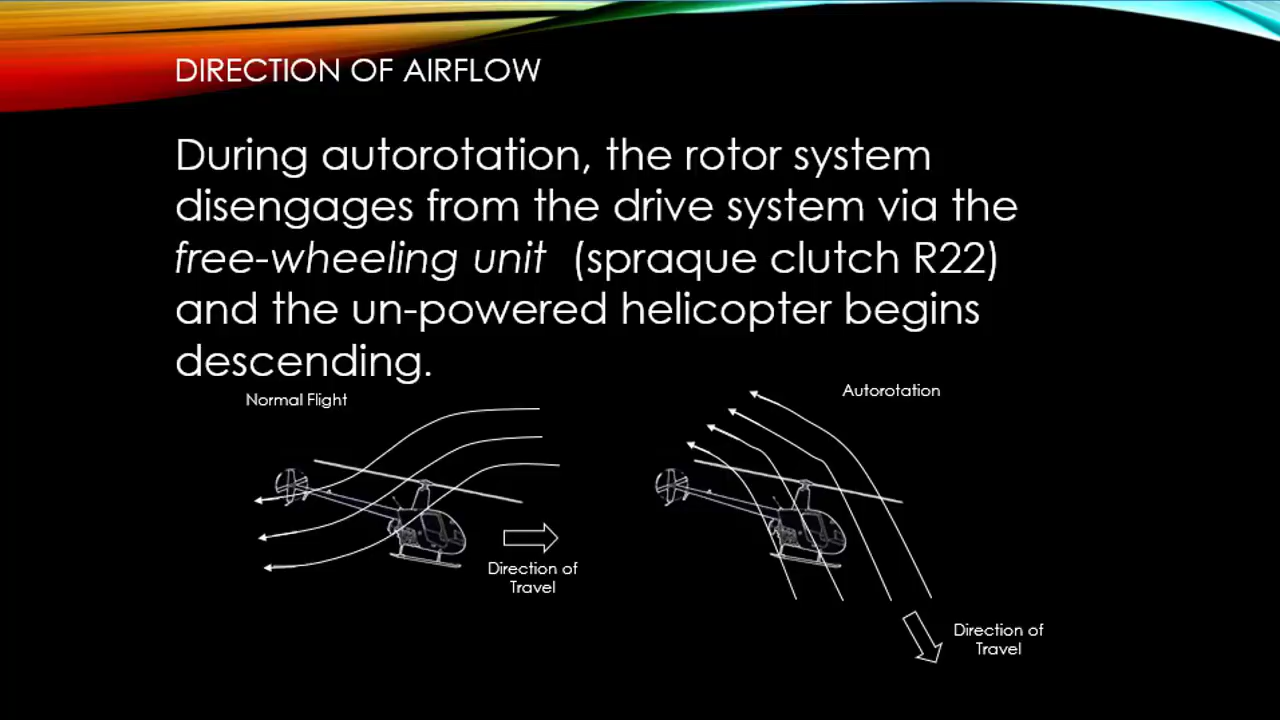 DIRECTION OF AIRFLOW
During autorotation, the rotor system
disengages from the drive system via the
free-wheeling unit (spraque clutch R22)
and the un-powered helicopter begins
descending.
Normal Flight
Autorotation
Direction of
Travel
Direction of
Travel